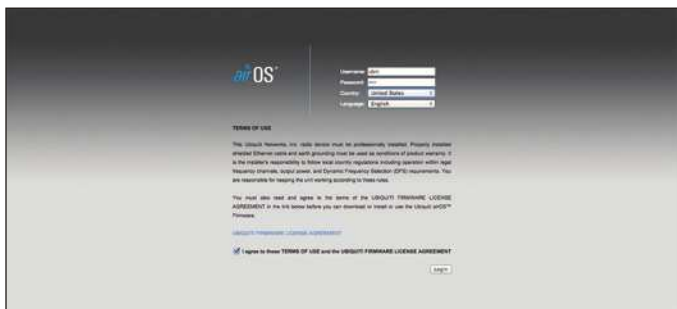 airOS
Username: ubnt
Password: ••••
Country: United States
Language: English
TERMS OF USE
This Ubiquiti Networks, Inc. radio device must be professionally installed. Properly installed
shielded Ethernet cable and earth grounding must be used as conditions of product warranty. It
is the installer's responsibility to follow local country regulations including operation within legal
frequency channels, output power, and Dynamic Frequency Selection (DFS) requirements. You
are responsible for keeping the unit working according to these rules.
You must also read and agree to the terms of the UBIQUITI FIRMWARE LICENSE
AGREEMENT in the link below before you can download or install or use the Ubiquiti airOS™
Firmware.
UBIQUITI FIRMWARE LICENSE AGREEMENT
I agree to these TERMS OF USE and the UBIQUITI FIRMWARE LICENSE AGREEMENT
Login